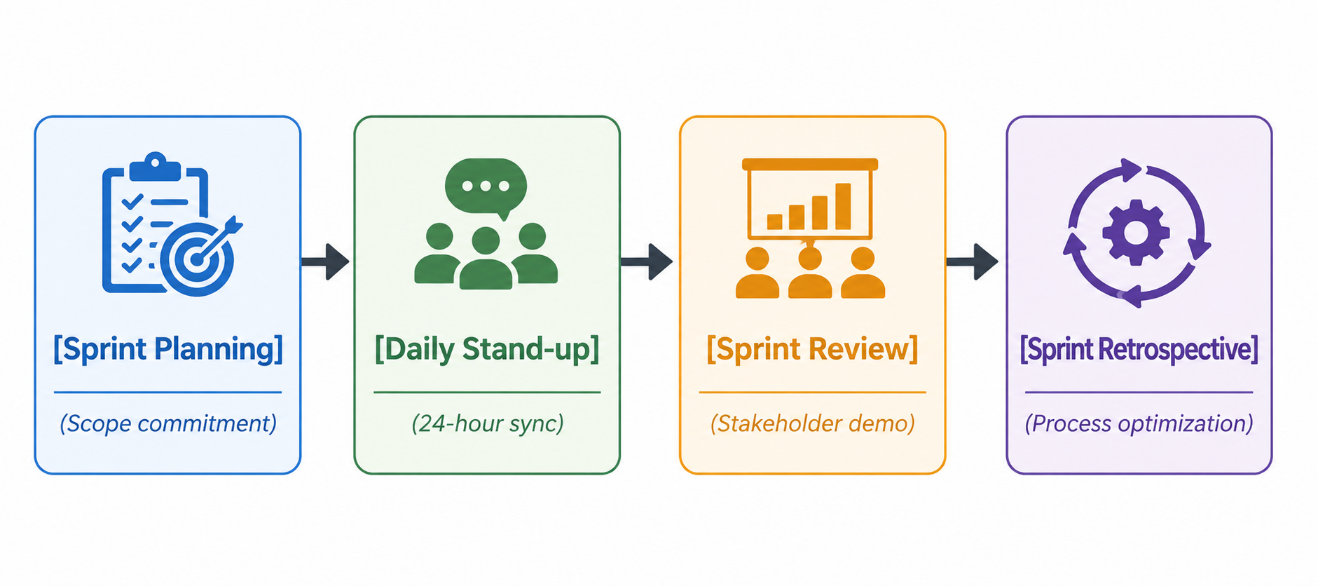 [Sprint Planning]
(Scope commitment)
[Daily Stand-up]
(24-hour sync)
[Sprint Review]
(Stakeholder demo)
[Sprint Retrospective]
(Process optimization)